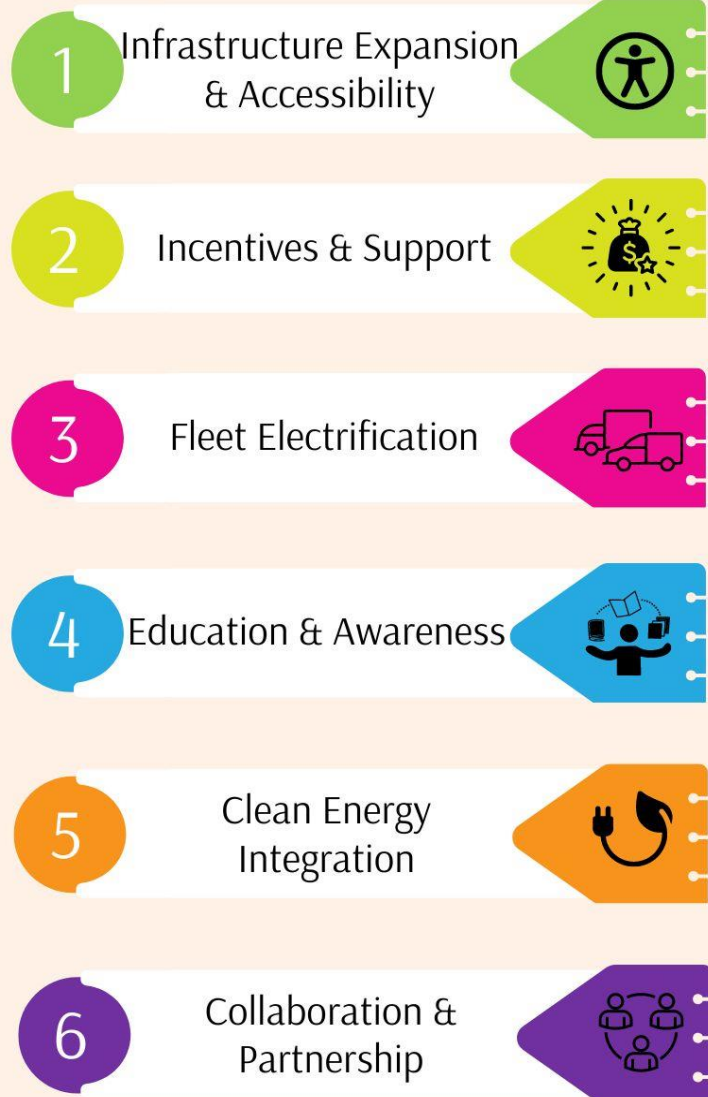 1
Infrastructure Expansion
& Accessibility
2
Incentives & Support
$
3
Fleet Electrification
4
Education & Awareness
5
Clean Energy
Integration
6
Collaboration &
Partnership